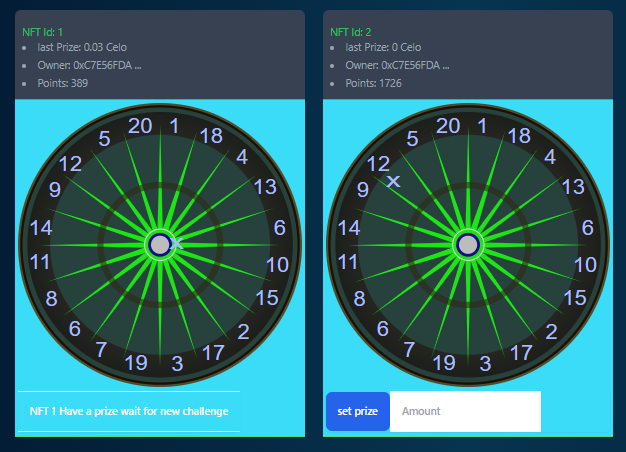 NFT Id: 1
last Prize: 0.03 Celo
Owner: 0xC7E56FDA ...
Points: 389
20 1 18 4 13 6 10 15 2 17 3 19 7 6 8 11 14 9 12 5
x
NFT 1 Have a prize wait for new challenge
NFT Id: 2
last Prize: 0 Celo
Owner: 0xC7E56FDA ...
Points: 1726
20 1 18 4 13 6 10 15 2 17 3 19 7 6 8 11 14 9 12 5
x
set prize Amount